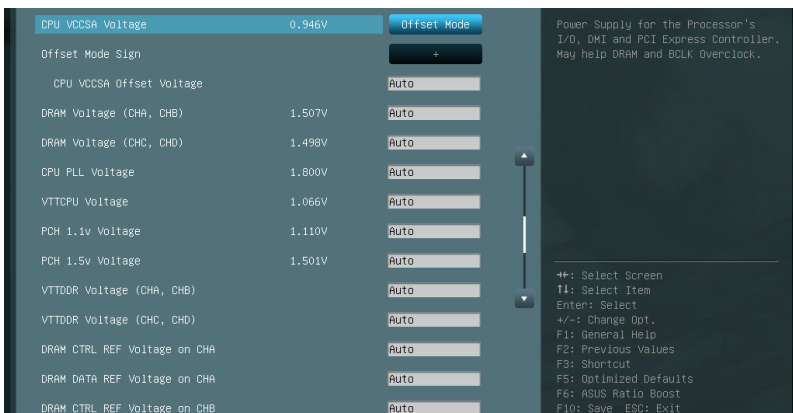 CPU VCCSA Voltage 0.946V Offset Mode
Offset Mode Sign +
CPU VCCSA Offset Voltage Auto
DRAM Voltage (CHA, CHB) 1.507V Auto
DRAM Voltage (CHC, CHD) 1.498V Auto
CPU PLL Voltage 1.800V Auto
VTTCPU Voltage 1.066V Auto
PCH 1.1v Voltage 1.110V Auto
PCH 1.5v Voltage 1.501V Auto
VTTDDR Voltage (CHA, CHB) Auto
VTTDDR Voltage (CHC, CHD) Auto
DRAM CTRL REF Voltage on CHA Auto
DRAM DATA REF Voltage on CHA Auto
DRAM CTRL REF Voltage on CHB Auto
Power Supply for the Processor's
I/O, DMI and PCI Express Controller.
May help DRAM and BCLK Overclock.
→←: Select Screen
↑↓: Select Item
Enter: Select
+/-: Change Opt.
F1: General Help
F2: Previous Values
F3: Shortcut
F5: Optimized Defaults
F6: ASUS Ratio Boost
F10: Save ESC: Exit